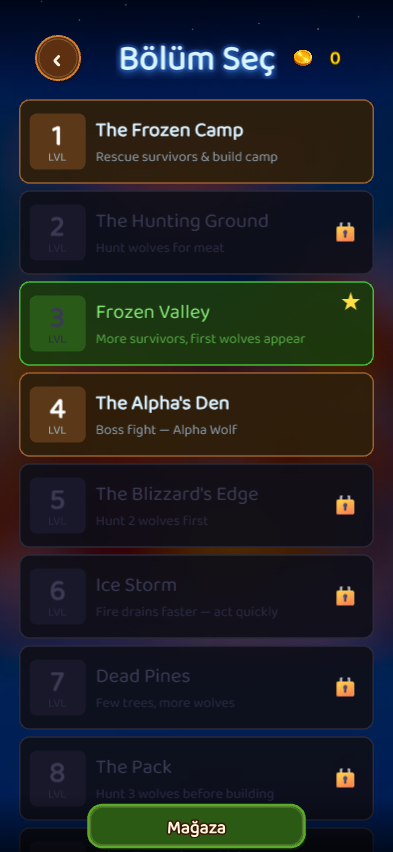 Bölüm Seç
0
1
LVL
The Frozen Camp
Rescue survivors & build camp
2
LVL
The Hunting Ground
Hunt wolves for meat
3
LVL
Frozen Valley
More survivors, first wolves appear
4
LVL
The Alpha's Den
Boss fight — Alpha Wolf
5
LVL
The Blizzard's Edge
Hunt 2 wolves first
6
LVL
Ice Storm
Fire drains faster — act quickly
7
LVL
Dead Pines
Few trees, more wolves
8
LVL
The Pack
Hunt 3 wolves before building
Mağaza